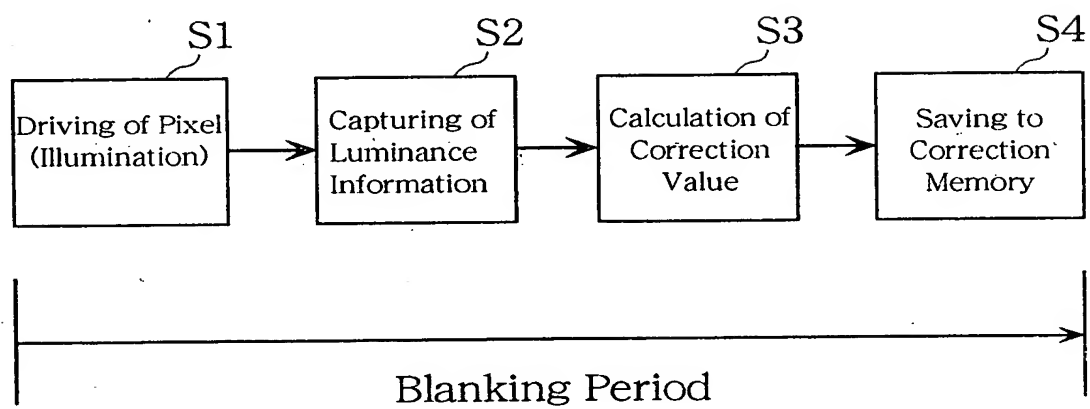 S1
S2
S3
S4
Driving of Pixel
(Illumination)
Capturing of
Luminance
Information
Calculation of
Correction
Value
Saving to
Correction
Memory
Blanking Period